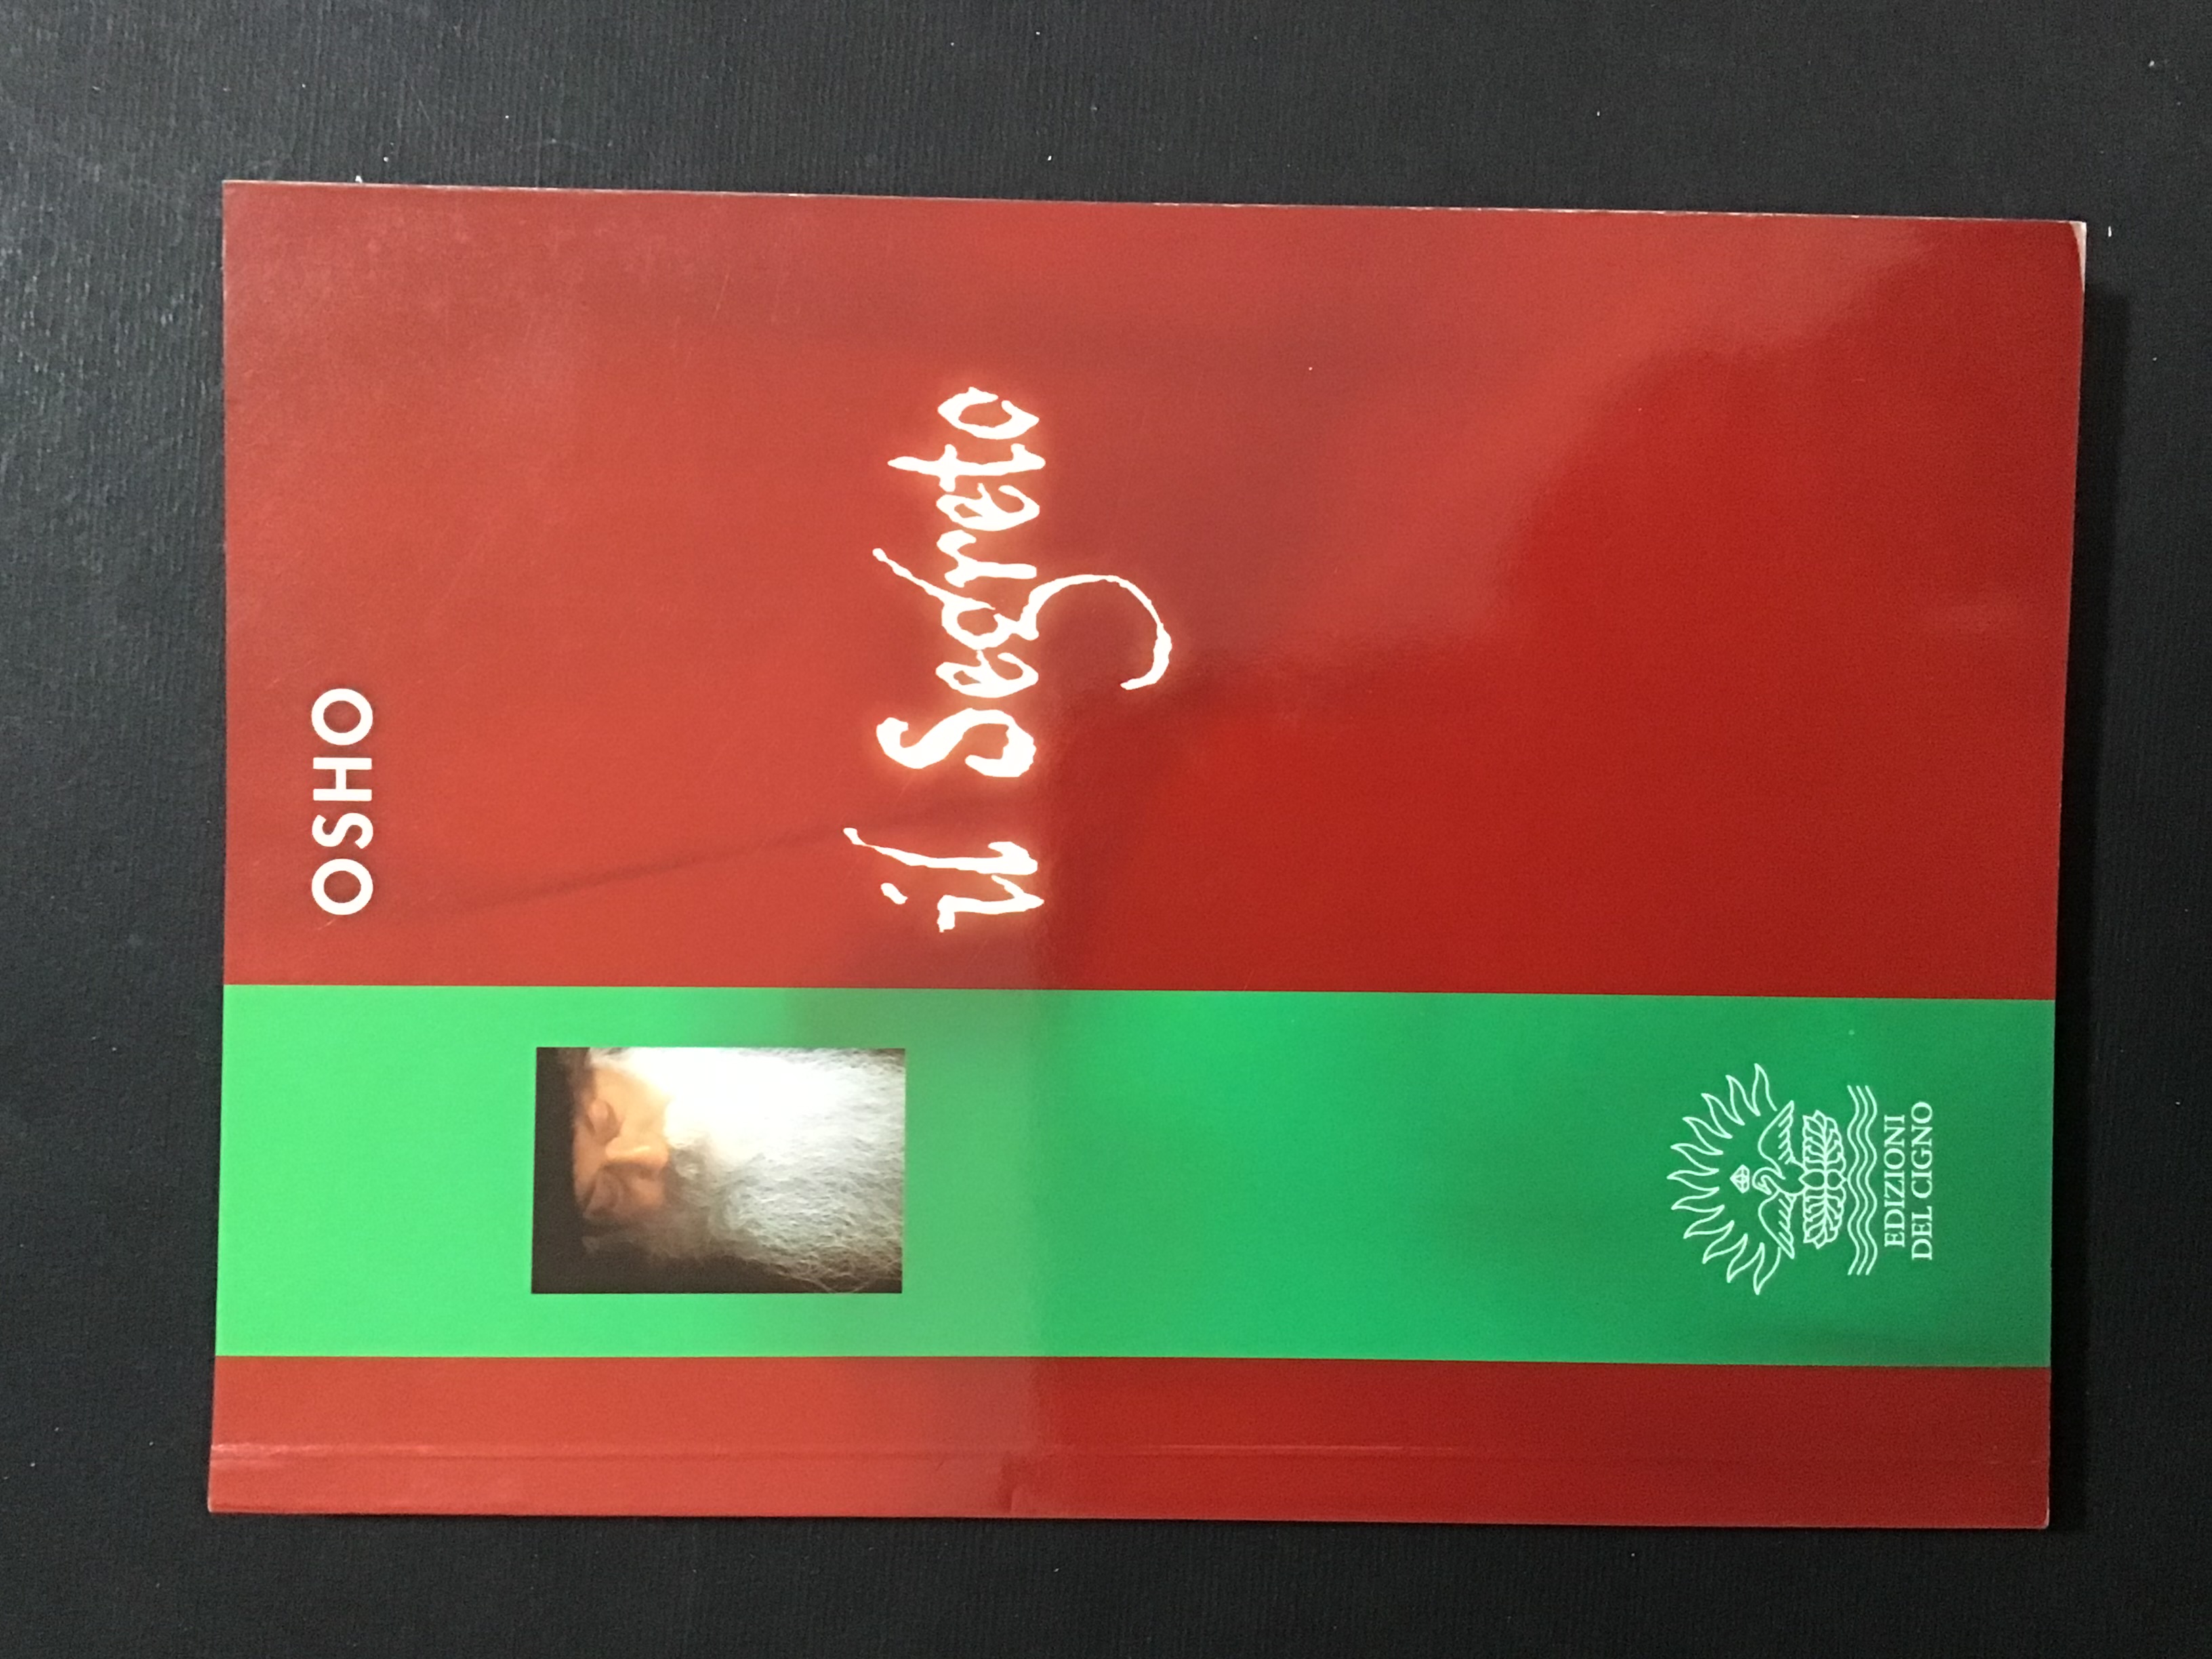 OSHO
il Segreto
EDIZIONI
DEL CIGNO